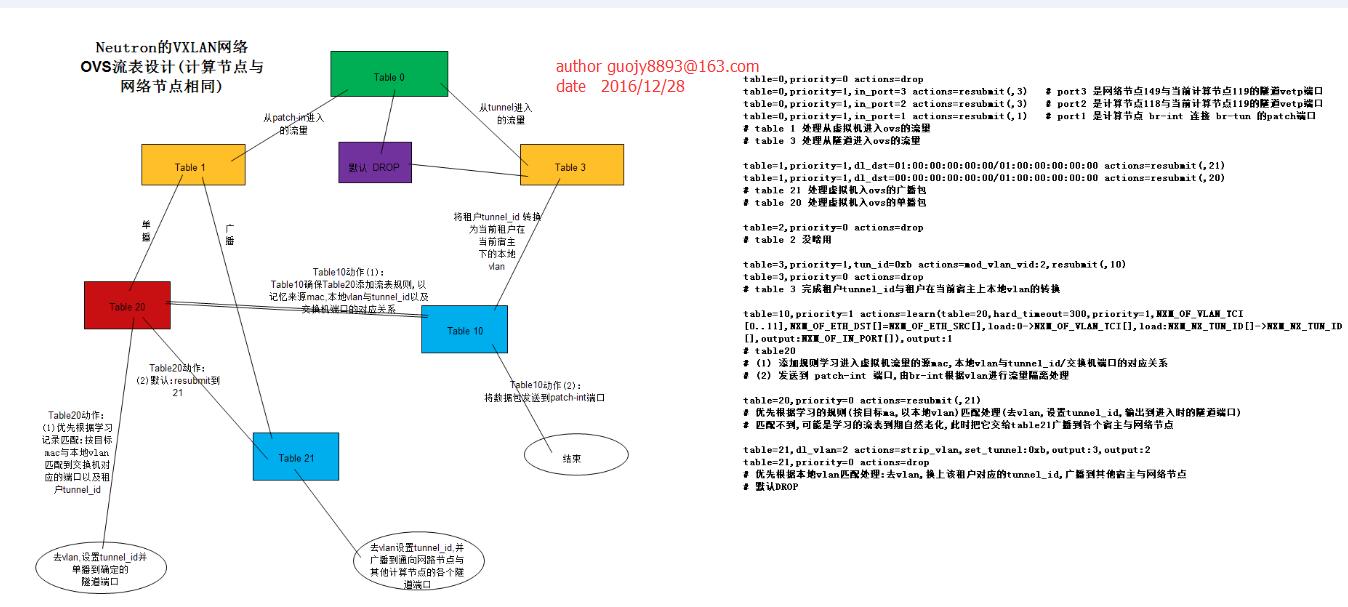 Neutron的VXLAN网络
OVS流表设计(计算节点与
网络节点相同)
author guojy8893@163.com
date 2016/12/28
Table 0
从patch-in进入
的流量
从tunnel进入
的流量
Table 1
默认 DROP
Table 3
单
播
广
播
将租户tunnel_id 转换
为当前租户在
当前宿主
下的本地
vlan
Table10动作(1):
Table10确保Table20添加流表规则,以
记忆来源mac,本地vlan与tunnel_id以及
交换机端口的对应关系
Table 20
Table 10
Table20动作:
(2)默认:resubmit到
21
Table10动作(2):
将数据包发送到patch-int端口
Table20动作:
(1)优先根据学习
记录匹配:按目标
mac与本地vlan
匹配到交换机对
应的端口以及租
户tunnel_id
Table 21
结束
去vlan,设置tunnel_id并
单播到确定的
隧道端口
去vlan设置tunnel_id,并
广播到通向网路节点与
其他计算节点的各个隧
道端口
table=0,priority=0 actions=drop
table=0,priority=1,in_port=3 actions=resubmit(,3) # port3 是网络节点149与当前计算节点119的隧道vetp端口
table=0,priority=1,in_port=2 actions=resubmit(,3) # port2 是计算节点118与当前计算节点119的隧道vetp端口
table=0,priority=1,in_port=1 actions=resubmit(,1) # port1 是计算节点 br-int 连接 br-tun 的patch端口
# table 1 处理从虚拟机进入ovs的流量
# table 3 处理从隧道进入ovs的流量
table=1,priority=1,dl_dst=01:00:00:00:00:00/01:00:00:00:00:00 actions=resubmit(,21)
table=1,priority=1,dl_dst=00:00:00:00:00:00/01:00:00:00:00:00 actions=resubmit(,20)
# table 21 处理虚拟机入ovs的广播包
# table 20 处理虚拟机入ovs的单播包
table=2,priority=0 actions=drop
# table 2 没啥用
table=3,priority=1,tun_id=0xb actions=mod_vlan_vid:2,resubmit(,10)
table=3,priority=0 actions=drop
# table 3 完成租户tunnel_id与租户在当前宿主上本地vlan的转换
table=10,priority=1 actions=learn(table=20,hard_timeout=300,priority=1,NXM_OF_VLAN_TCI
[0..11],NXM_OF_ETH_DST[]=NXM_OF_ETH_SRC[],load:0->NXM_OF_VLAN_TCI[],load:NXM_NX_TUN_ID[]->NXM_NX_TUN_ID
[],output:NXM_OF_IN_PORT[]),output:1
# table20
# (1) 添加规则学习进入虚拟机流里的源mac,本地vlan与tunnel_id/交换机端口的对应关系
# (2) 发送到 patch-int 端口,由br-int根据vlan进行流量隔离处理
table=20,priority=0 actions=resubmit(,21)
# 优先根据学习的规则(按目标ma,以本地vlan)匹配处理(去vlan,设置tunnel_id,输出到进入时的隧道端口)
# 匹配不到,可能是学习的流表到期自然老化,此时把它交给table21广播到各个宿主与网络节点
table=21,dl_vlan=2 actions=strip_vlan,set_tunnel:0xb,output:3,output:2
table=21,priority=0 actions=drop
# 优先根据本地vlan匹配处理:去vlan,换上该租户对应的tunnel_id,广播到其他宿主与网络节点
# 默认DROP